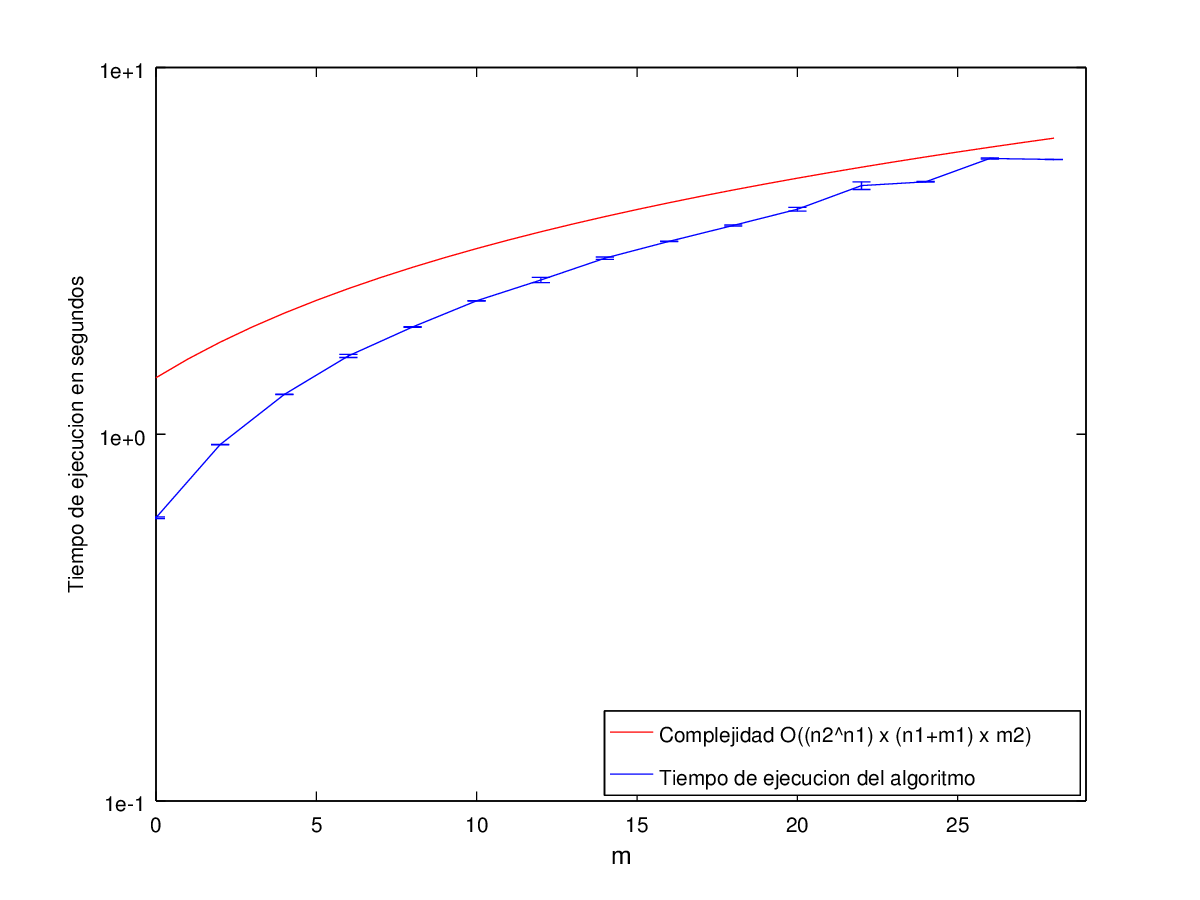 1e+1
1e+0
1e-1
Tiempo de ejecucion en segundos
Complejidad O((n2^n1) x (n1+m1) x m2)
Tiempo de ejecucion del algoritmo
0 5 10 15 20 25
m